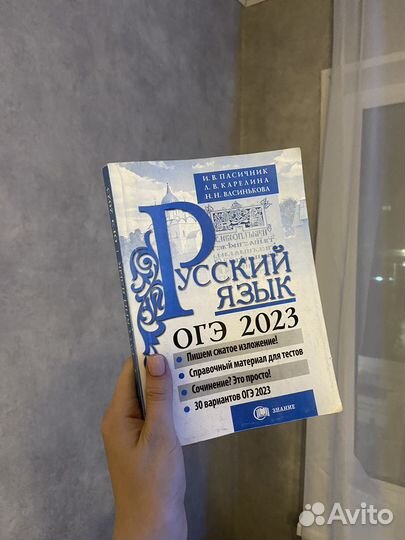 И. В. ПАСИЧНИК
Л. В. КАРЕЛИНА
Н. Н. ВАСИНЬКОВА
РУССКИЙ
ЯЗЫК
ОГЭ 2023
• Пишем сжатое изложение!
• Справочный материал для тестов
• Сочинение? Это просто!
• 30 вариантов ОГЭ 2023
ЗНАНИЕ
Avito